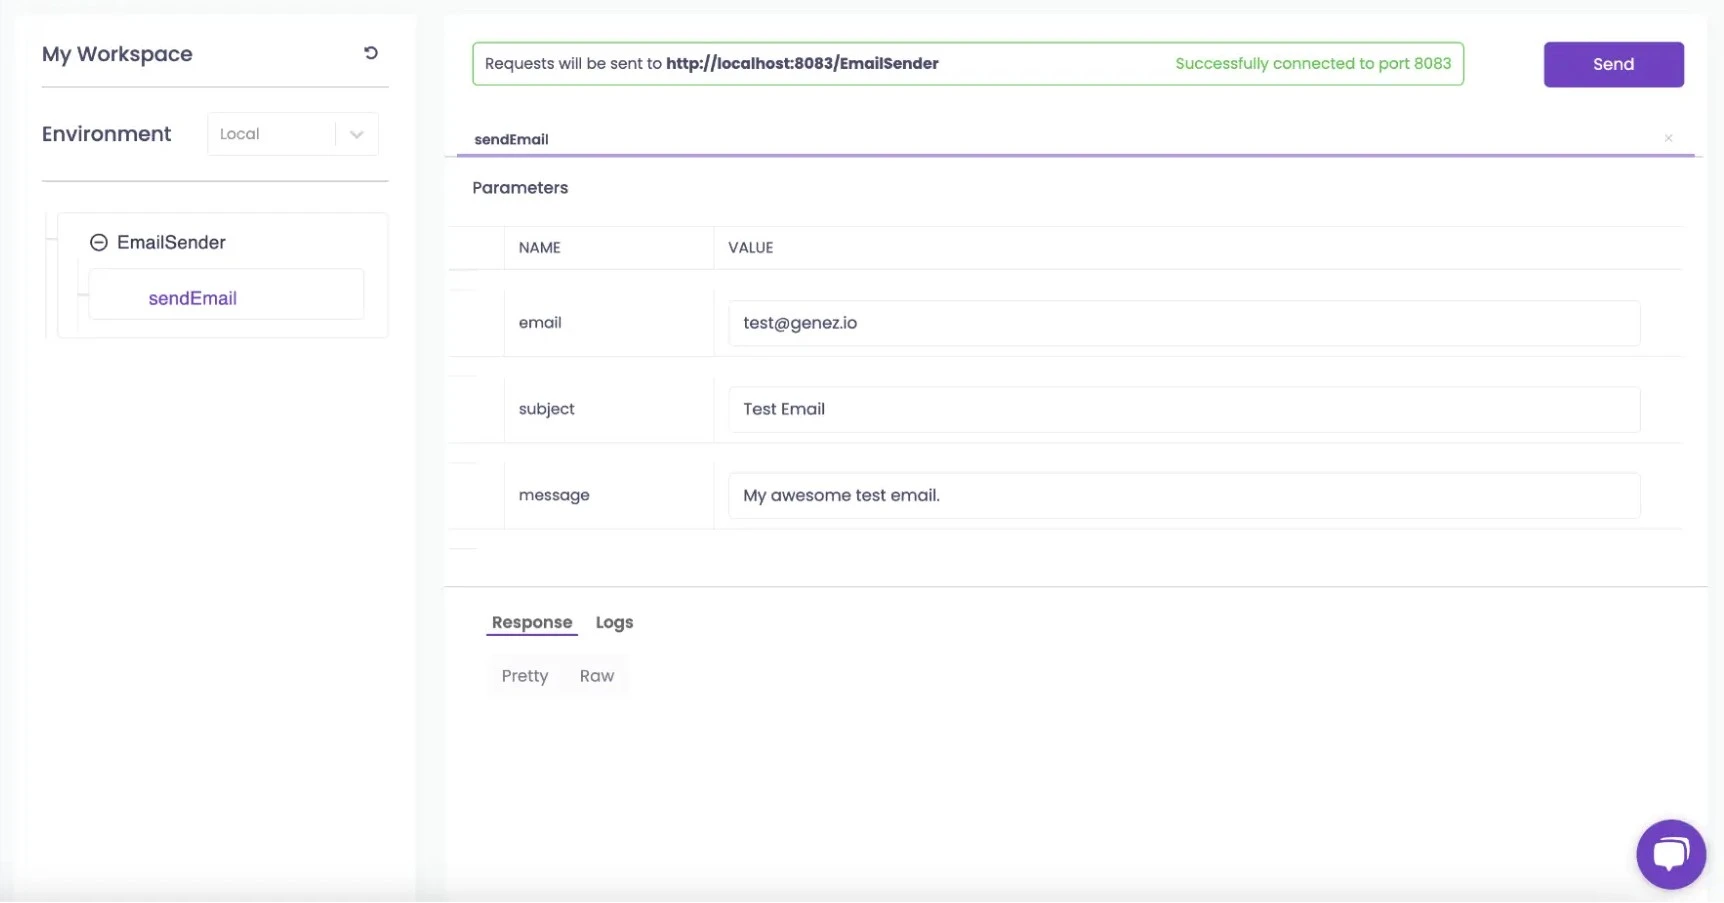 My Workspace
Environment
Local
EmailSender
sendEmail
Requests will be sent to http://localhost:8083/EmailSender
Successfully connected to port 8083
Send
sendEmail
Parameters
NAME VALUE
email test@genez.io
subject Test Email
message My awesome test email.
Response Logs
Pretty Raw